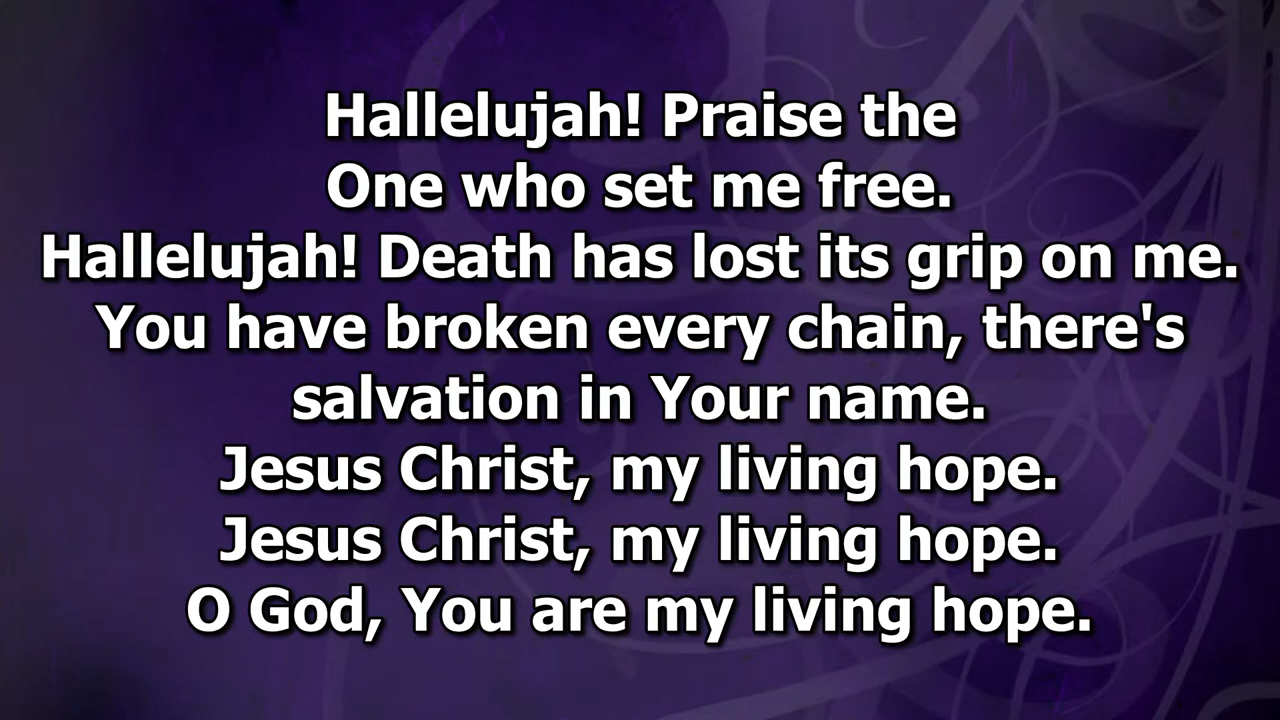 Hallelujah! Praise the
One who set me free.
Hallelujah! Death has lost its grip on me.
You have broken every chain, there's
salvation in Your name.
Jesus Christ, my living hope.
Jesus Christ, my living hope.
O God, You are my living hope.